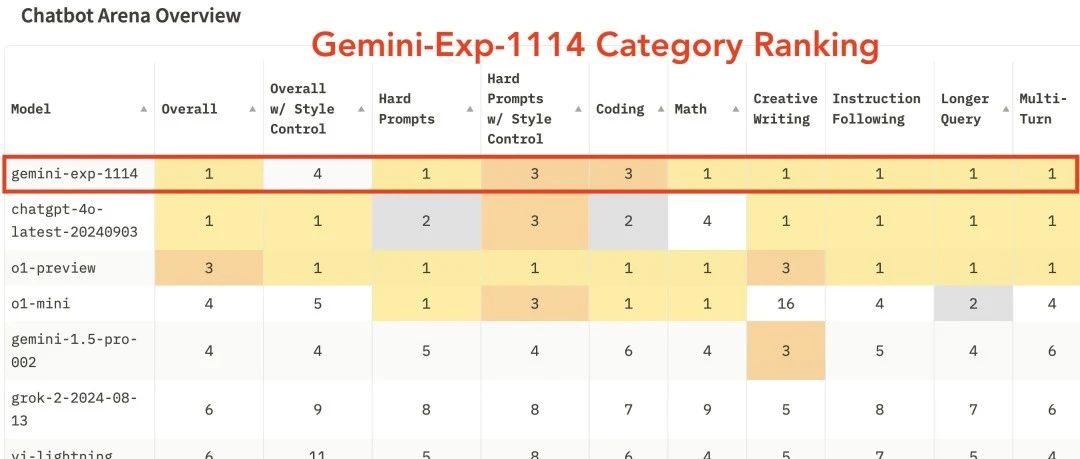 Chatbot Arena Overview
Gemini-Exp-1114 Category Ranking
Model Overall Overall w/ Style Control Hard Prompts Hard Prompts w/ Style Control Coding Math Creative Writing Instruction Following Longer Query Multi-Turn
gemini-exp-1114 1 4 1 3 3 1 1 1 1 1
chatgpt-4o-latest-20240903 1 1 2 3 2 4 1 1 1 1
o1-preview 3 1 1 1 1 1 3 1 1 1
o1-mini 4 5 1 3 1 1 16 4 2 4
gemini-1.5-pro-002 4 4 5 4 6 4 3 5 4 6
grok-2-2024-08-13 6 9 8 8 7 9 5 8 7 6
yi-lightning 6 11 5 8 6 4 5 7 5 4